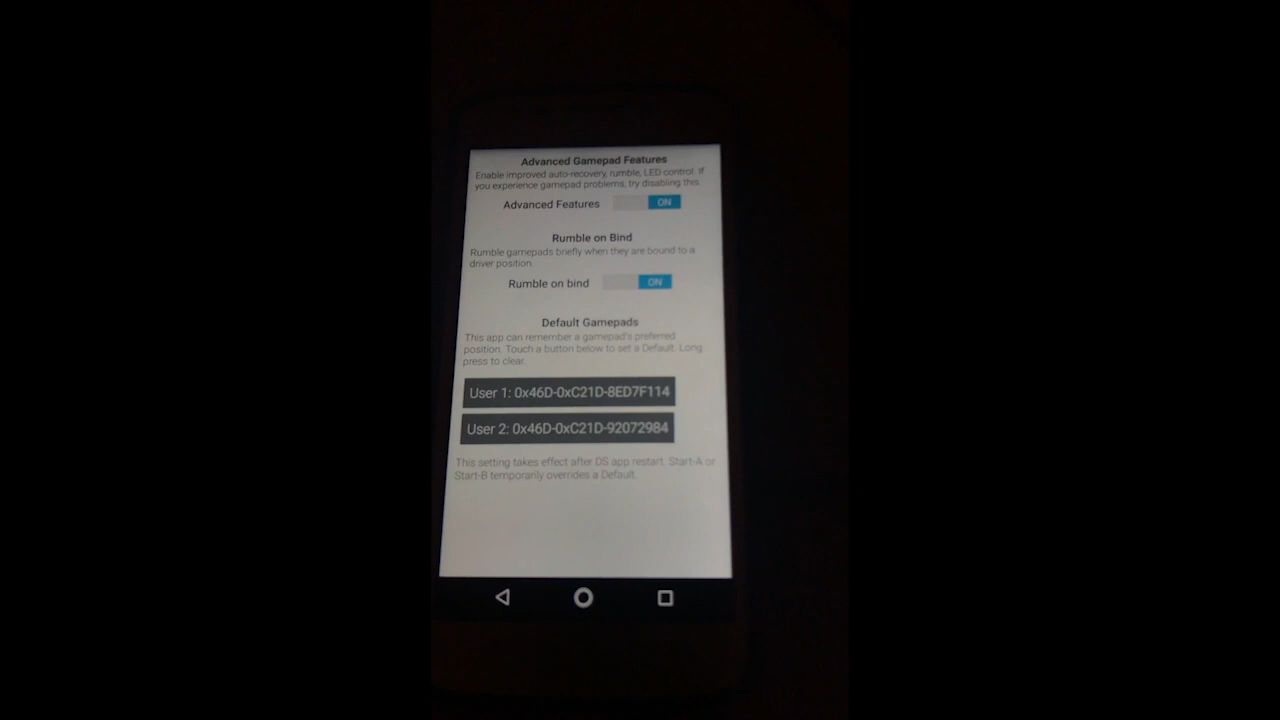 Advanced Gamepad Features
Enable improved auto-recovery, rumble, LED control. If
you experience gamepad problems, try disabling this.
Advanced Features ON
Rumble on Bind
Rumble gamepads briefly when they are bound to a
driver position.
Rumble on bind ON
Default Gamepads
This app can remember a gamepad's preferred
position. Touch a button below to set a Default. Long
press to clear.
User 1: 0x46D-0xC21D-8ED7F114
User 2: 0x46D-0xC21D-92072984
This setting takes effect after DS app restart. Start-A or
Start-B temporarily overrides a Default.